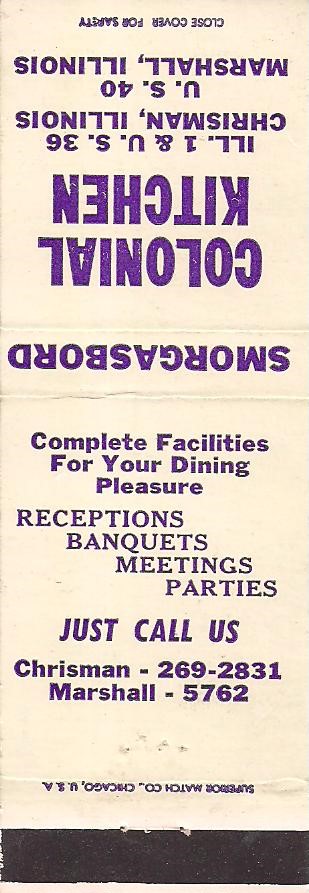 SMORGASBORD
COLONIAL
KITCHEN
ILL. 1 & U. S. 36
CHRISMAN, ILLINOIS
U. S. 40
MARSHALL, ILLINOIS
CLOSE COVER FOR SAFETY
Complete Facilities
For Your Dining
Pleasure
RECEPTIONS
BANQUETS
MEETINGS
PARTIES
JUST CALL US
Chrisman - 269-2831
Marshall - 5762
SUPERIOR MATCH CO., CHICAGO, U. S. A.